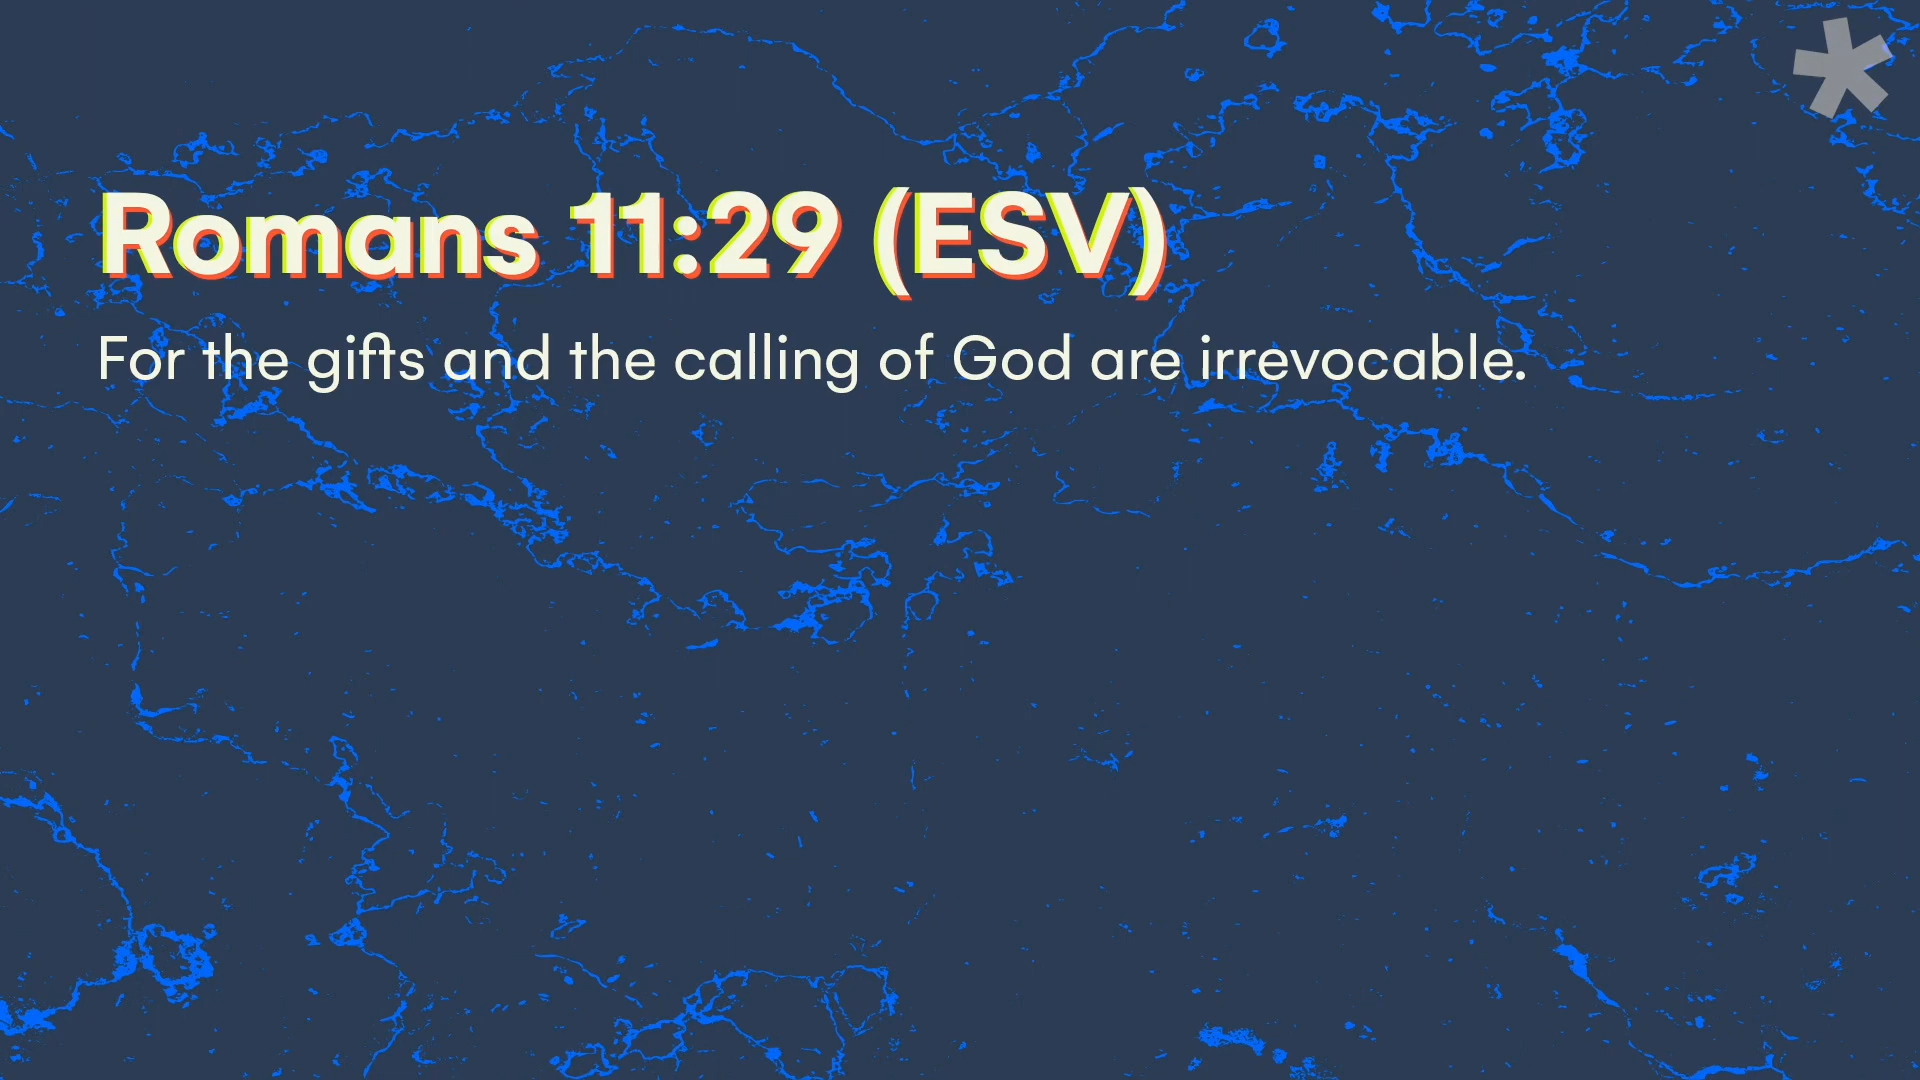 Romans 11:29 (ESV)
For the gifts and the calling of God are irrevocable.